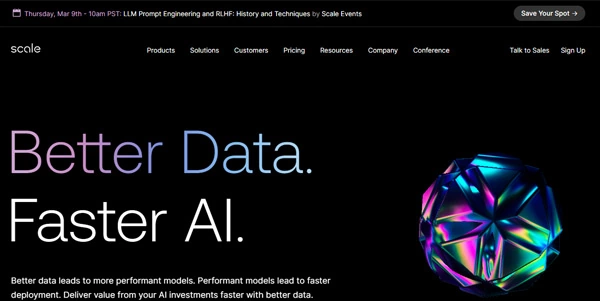 Thursday, Mar 9th - 10am PST: LLM Prompt Engineering and RLHF: History and Techniques by Scale Events
Save Your Spot →
scale
Products
Solutions
Customers
Pricing
Resources
Company
Conference
Talk to Sales
Sign Up
Better Data.
Faster AI.
Better data leads to more performant models. Performant models lead to faster
deployment. Deliver value from your AI investments faster with better data.